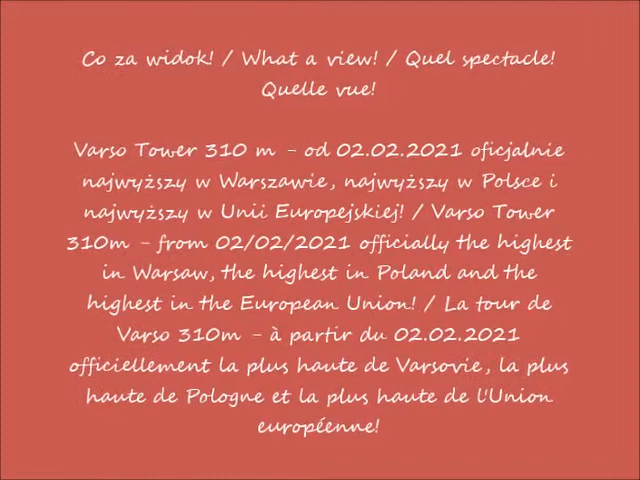 Co za widok! / What a view! / Quel spectacle!
Quelle vue!
Varso Tower 310 m - od 02.02.2021 oficjalnie
najwyższy w Warszawie, najwyższy w Polsce i
najwyższy w Unii Europejskiej! / Varso Tower
310m - from 02/02/2021 officially the highest
in Warsaw, the highest in Poland and the
highest in the European Union! / La tour de
Varso 310m - à partir du 02.02.2021
officiellement la plus haute de Varsovie, la plus
haute de Pologne et la plus haute de l'Union
européenne!